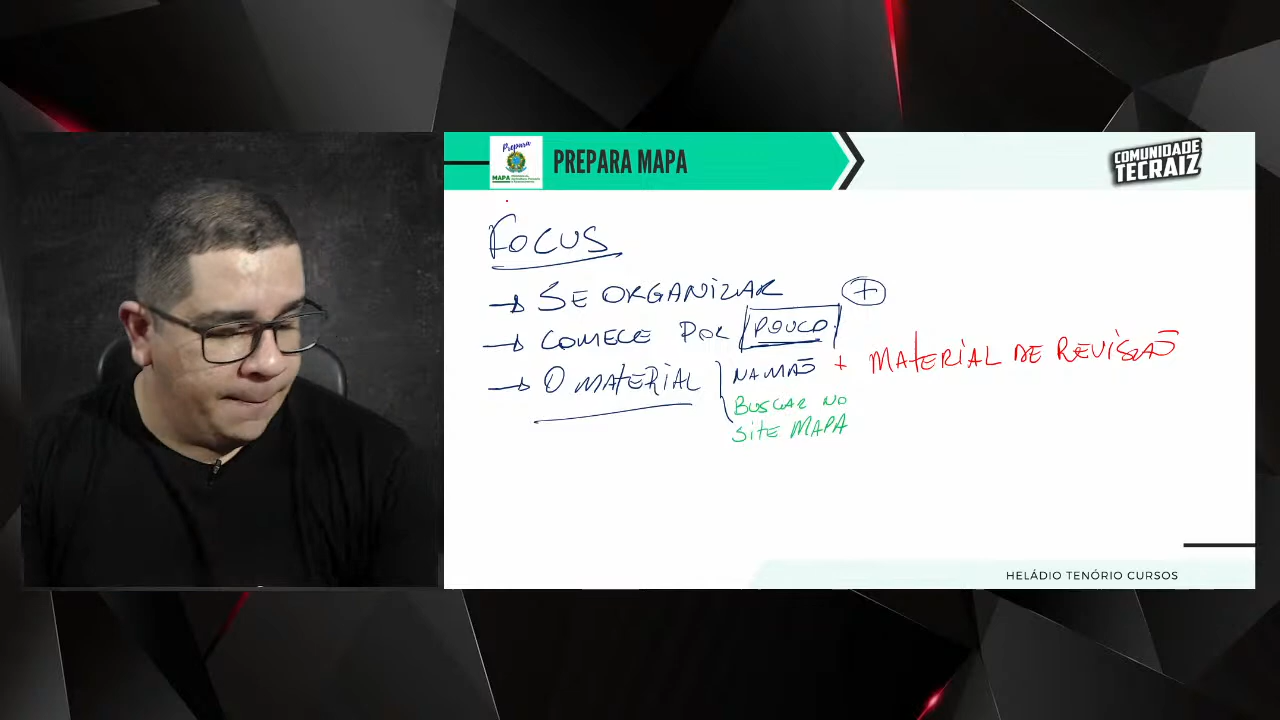 Prepara
MAPA
PREPARA MAPA
COMUNIDADE
TECRAIZ
FOCUS
→ SE ORGANIZAR +
→ COMECE POR POUCO
→ O MATERIAL NA MÃO + MATERIAL DE REVISÃO
BUSCAR NO
SITE MAPA
HELÁDIO TENÓRIO CURSOS